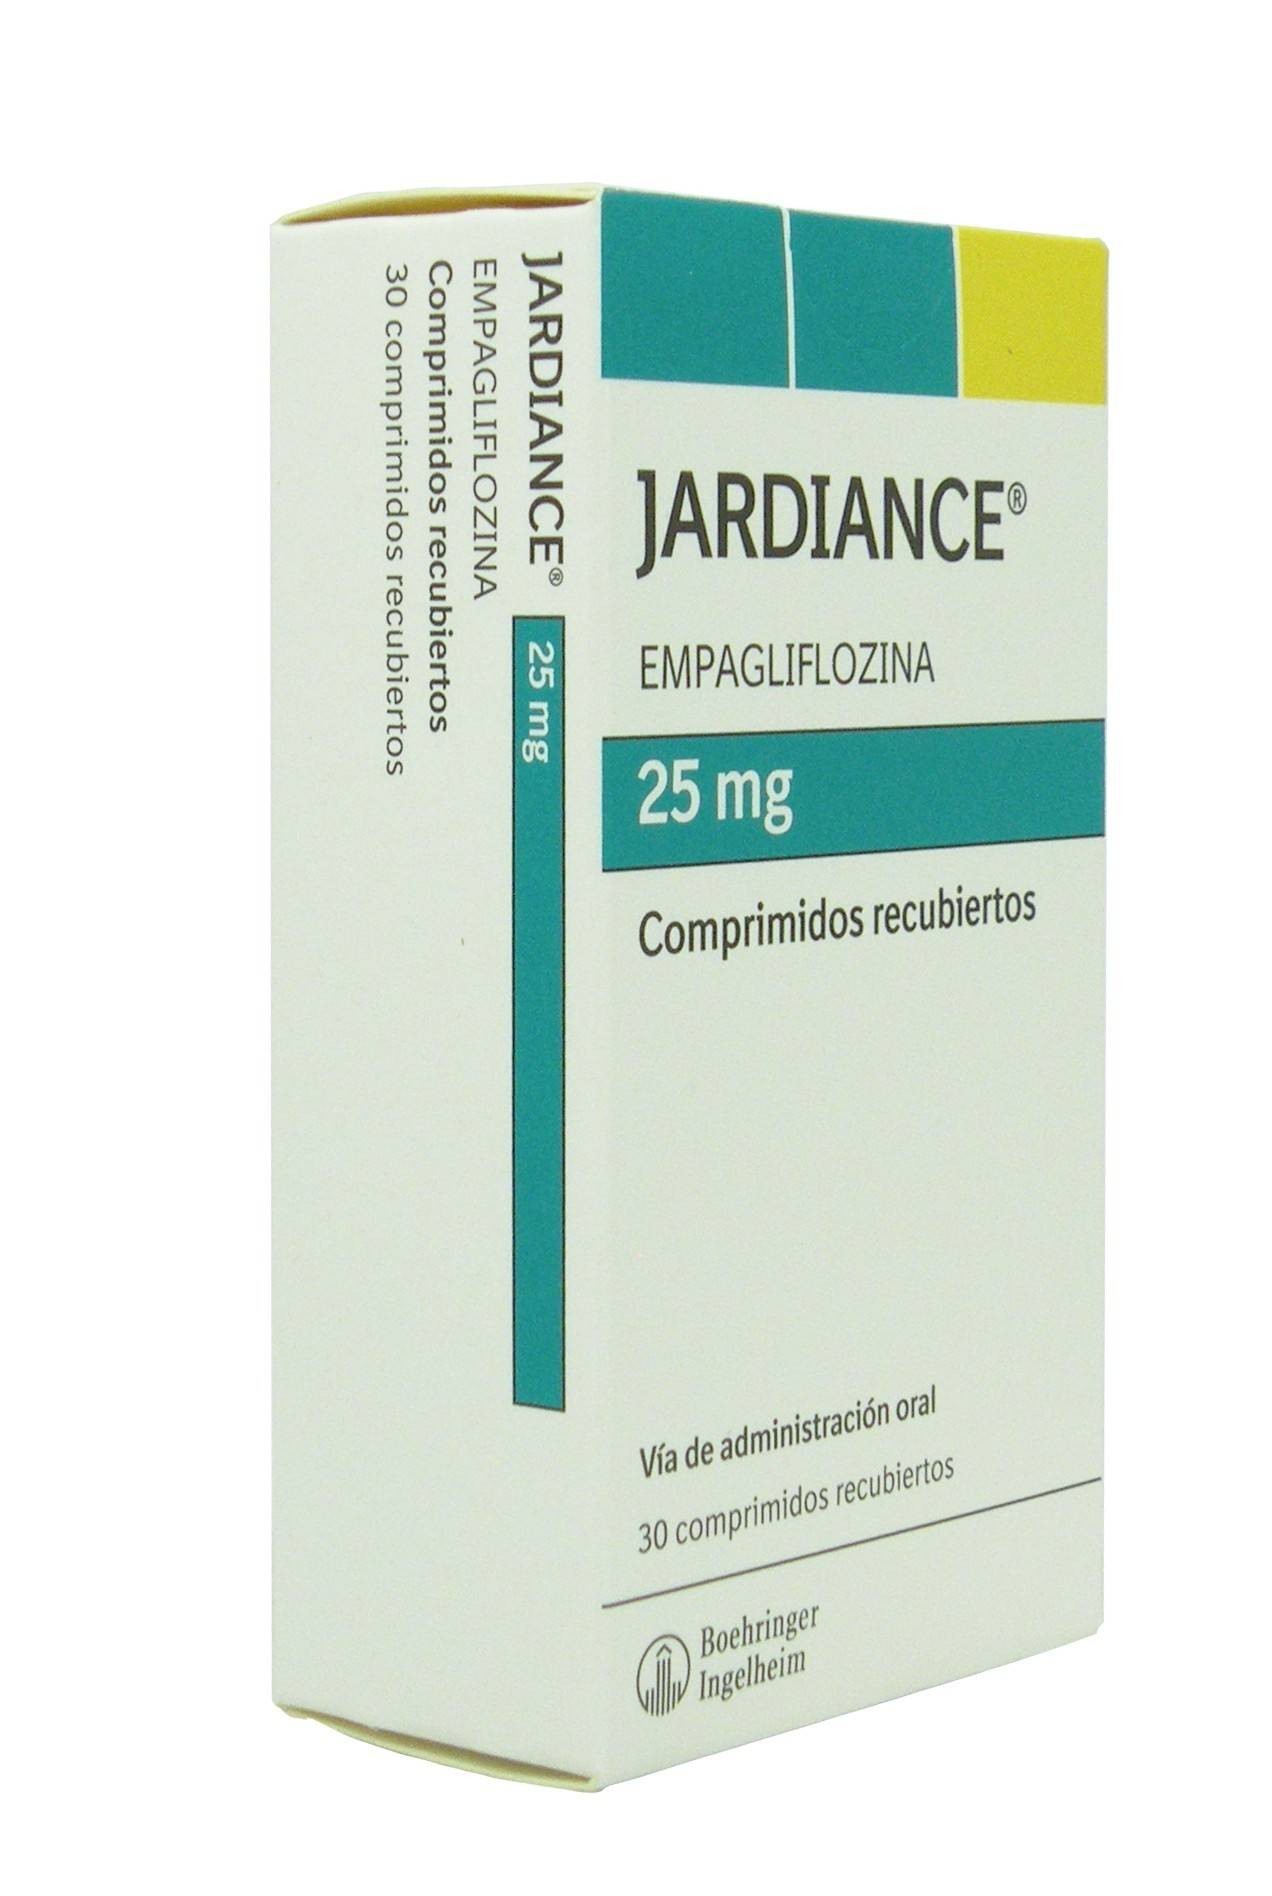 JARDIANCE®
EMPAGLIFLOZINA
Comprimidos recubiertos
30 comprimidos recubiertos
25 mg
JARDIANCE®
EMPAGLIFLOZINA
25 mg
Comprimidos recubiertos
Vía de administración oral
30 comprimidos recubiertos
Boehringer
Ingelheim